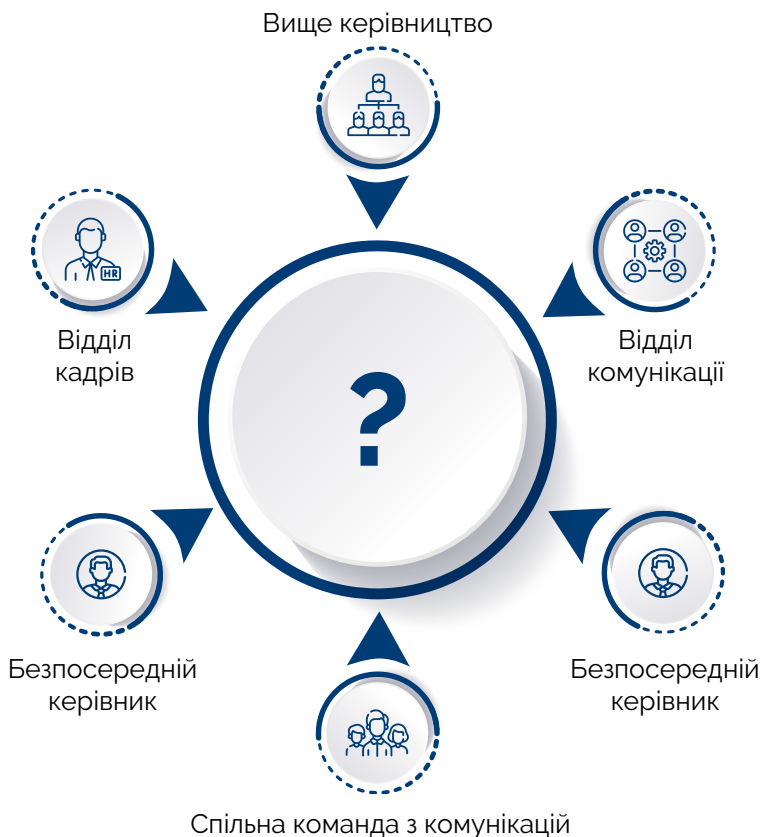 Вище керівництво
HR
Відділ
кадрів
Відділ
комунікації
?
Безпосередній
керівник
Безпосередній
керівник
Спільна команда з комунікацій